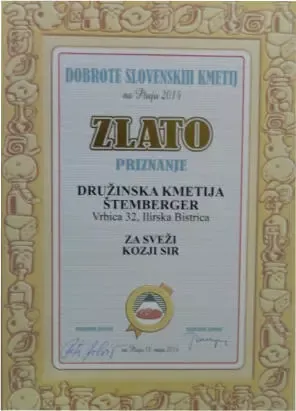 DOBROTE SLOVENSKIH KMETIJ
na Ptuju 2014
ZLATO
PRIZNANJE
DRUŽINSKA KMETIJA
ŠTEMBERGER
Vrbica 32, Ilirska Bistrica
ZA SVEŽI
KOZJI SIR